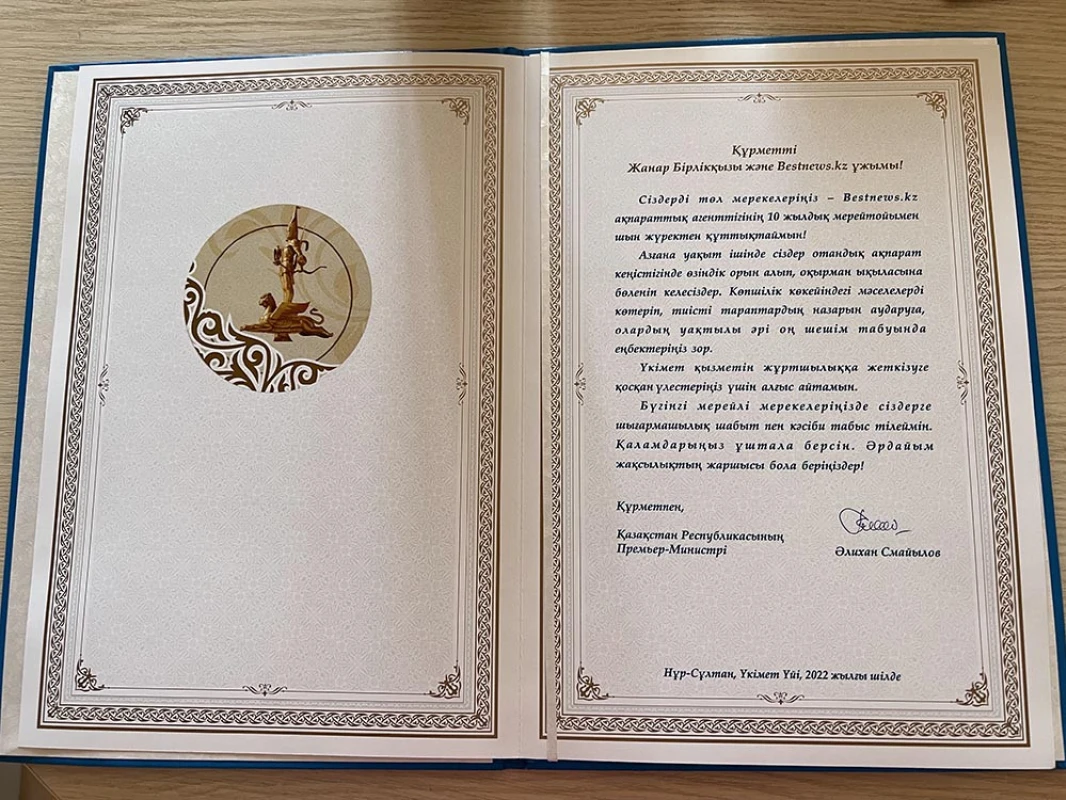 Құрметті
Жанар Бірлікқызы және Bestnews.kz ұжымы!
Сіздерді төл мерекелеріңіз – Bestnews.kz
ақпараттық агенттігінің 10 жылдық мерейтойымен
шын жүректен құттықтаймын!
Азғана уақыт ішінде сіздер отандық ақпарат
кеңістігінде өзіндік орын алып, оқырман ықыласына
бөленіп келесіздер. Көпшілік көкейіндегі мәселелерді
көтеріп, тиісті тараптардың назарын аударуға,
олардың уақтылы әрі оң шешім табуында
еңбектеріңіз зор.
Үкімет қызметін жұртшылыққа жеткізуге
қосқан үлестеріңіз үшін алғыс айтамын.
Бүгінгі мерейлі мерекелеріңізде сіздерге
шығармашылық шабыт пен кәсіби табыс тілеймін.
Қаламдарыңыз ұштала берсін. Әрдайым
жақсылықтың жаршысы бола беріңіздер!
Құрметпен,
Қазақстан Республикасының
Премьер-Министрі
Әлихан Смайылов
Нұр-Сұлтан, Үкімет Үйі, 2022 жылғы шілде